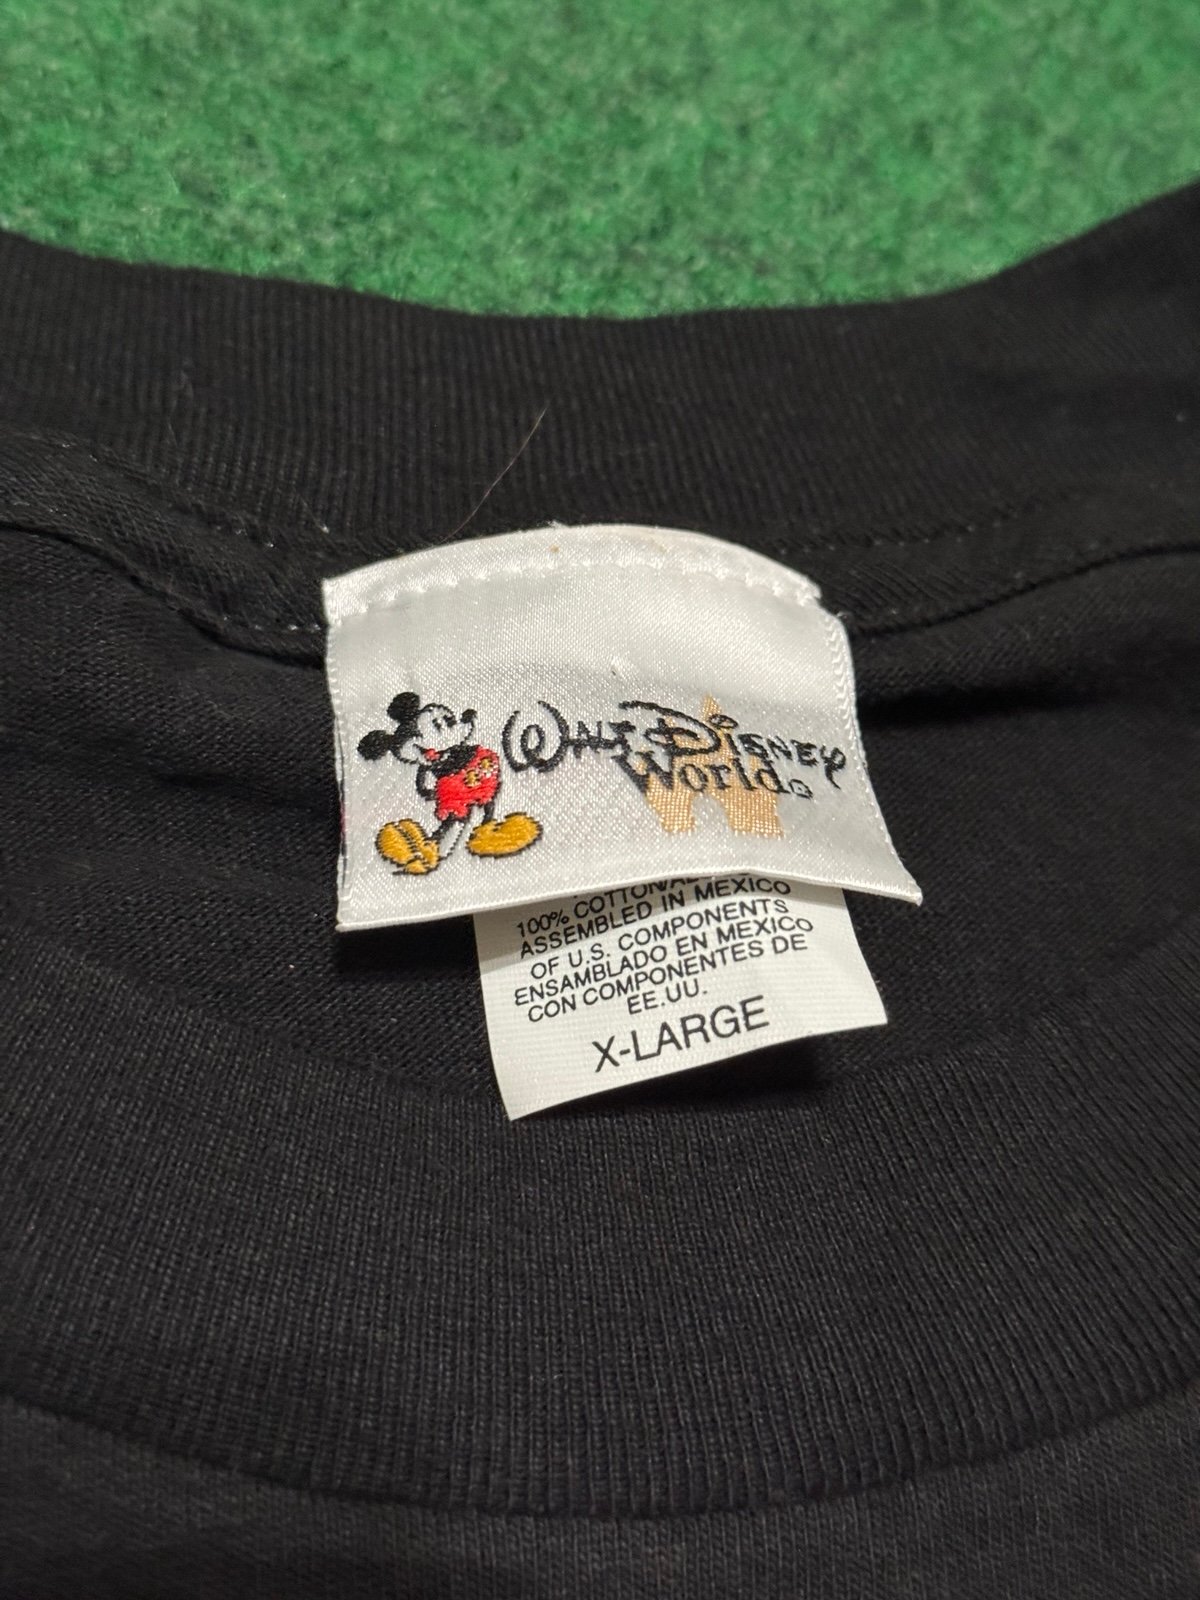 WALT DISNEY
World®
100% COTTON
ASSEMBLED IN MEXICO
OF U.S. COMPONENTS
ENSAMBLADO EN MEXICO
CON COMPONENTES DE
EE.UU.
X-LARGE